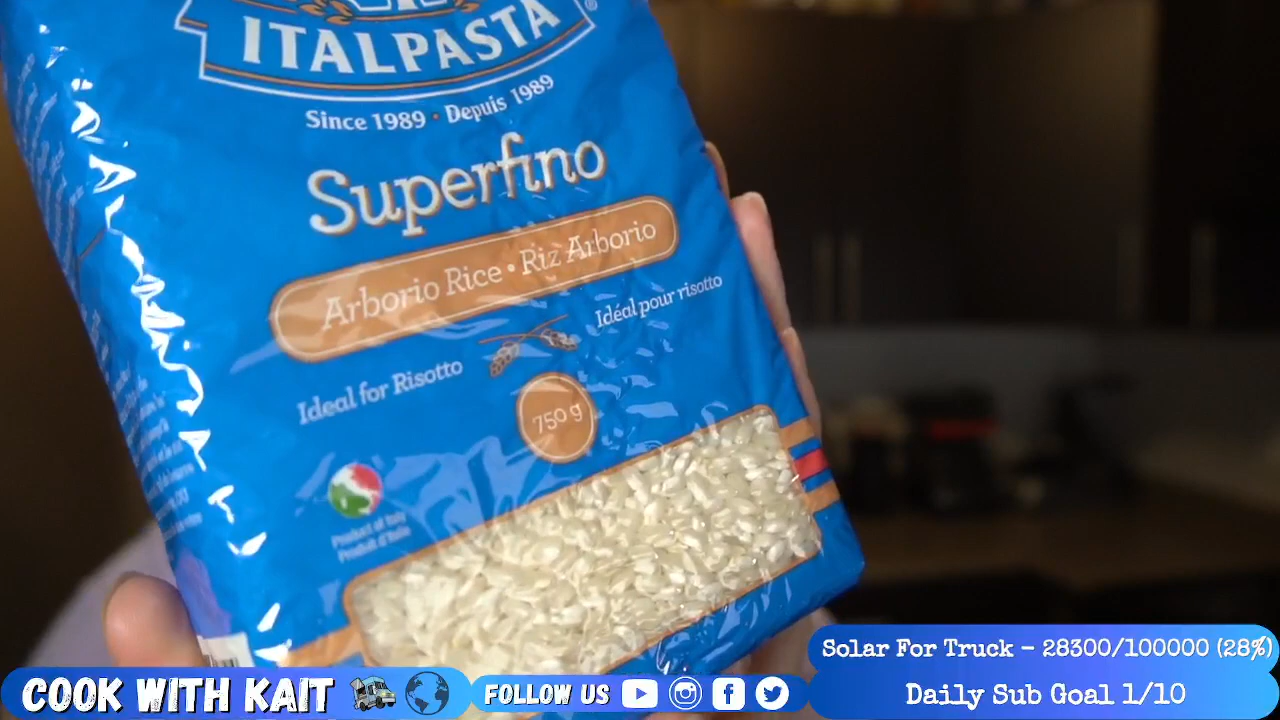 ITALPASTA®
Since 1989 • Depuis 1989
Superfino
Arborio Rice • Riz Arborio
Ideal for Risotto
Idéal pour risotto
750 g
Product of Italy
Produit d'Italie
COOK WITH KAIT
FOLLOW US
Solar For Truck - 28300/100000 (28%)
Daily Sub Goal 1/10